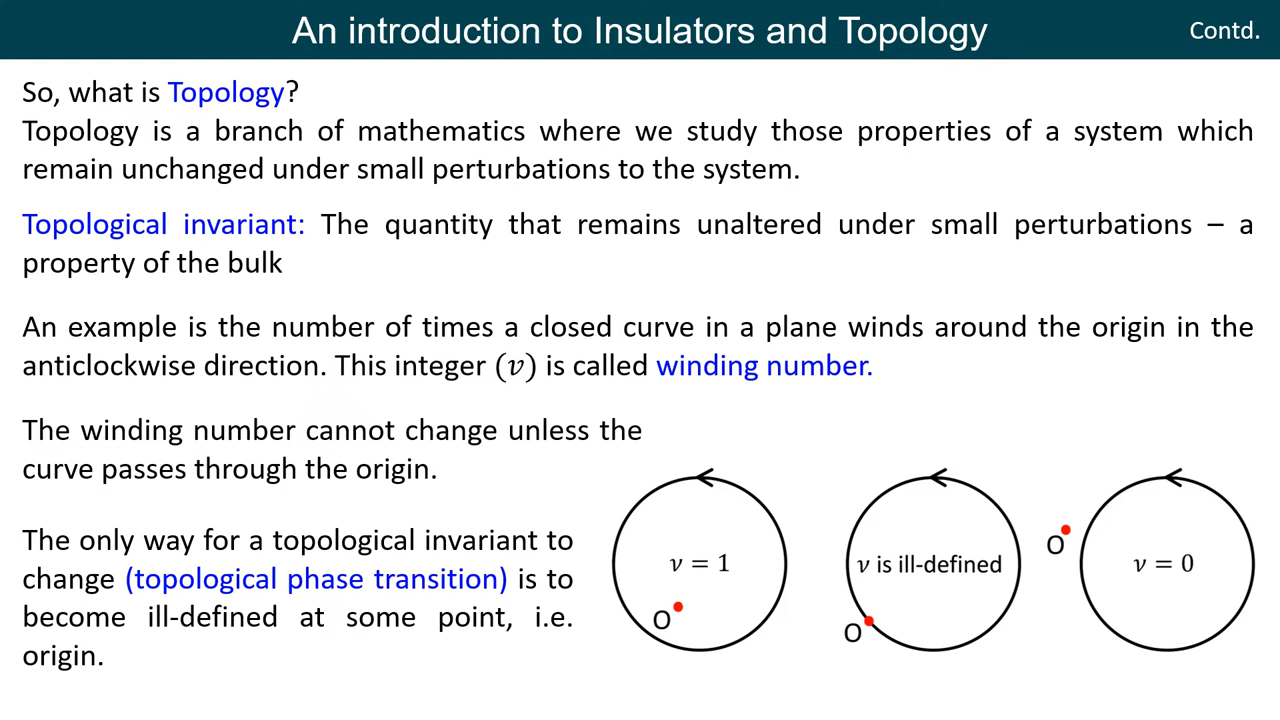 An introduction to Insulators and Topology
Contd.
So, what is Topology?
Topology is a branch of mathematics where we study those properties of a system which
remain unchanged under small perturbations to the system.
Topological invariant: The quantity that remains unaltered under small perturbations – a
property of the bulk
An example is the number of times a closed curve in a plane winds around the origin in the
anticlockwise direction. This integer (ν) is called winding number.
The winding number cannot change unless the
curve passes through the origin.
The only way for a topological invariant to
change (topological phase transition) is to
become ill-defined at some point, i.e.
origin.
ν = 1
O
ν is ill-defined
O
O
ν = 0